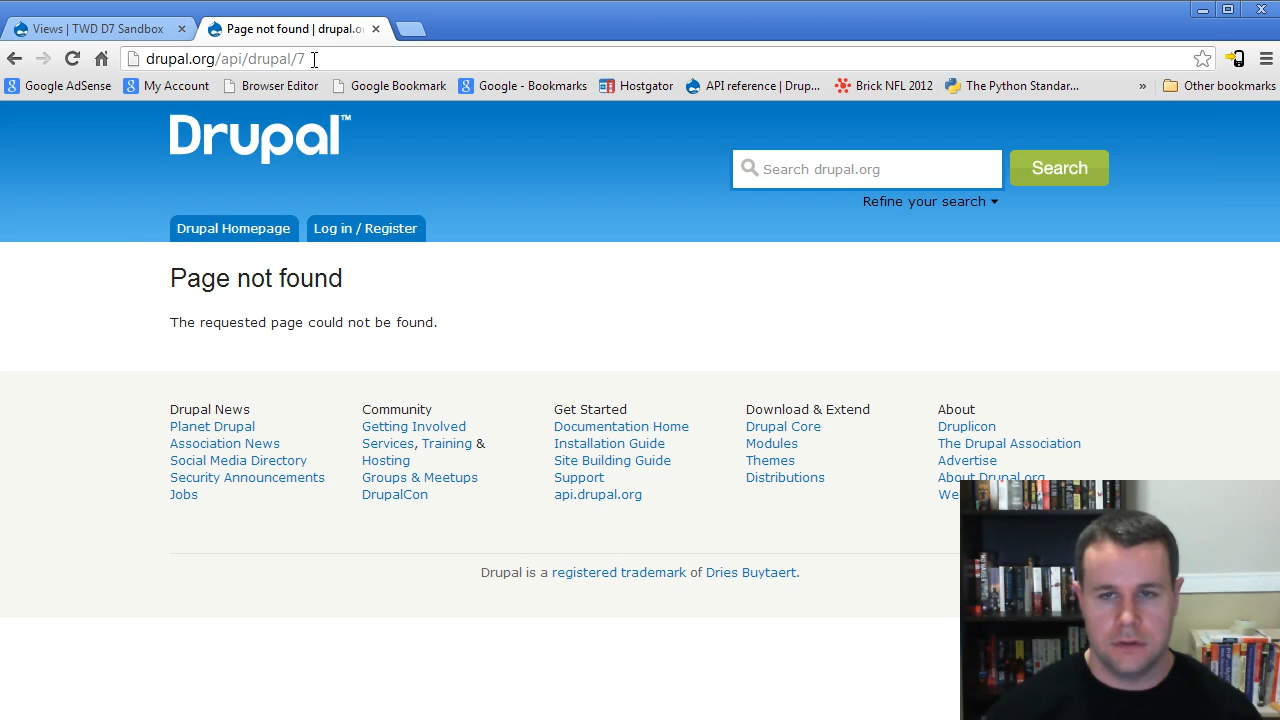 Views | TWD D7 Sandbox
Page not found | drupal.o
drupal.org/api/drupal/7
Google AdSense
My Account
Browser Editor
Google Bookmark
Google - Bookmarks
Hostgator
API reference | Drup...
Brick NFL 2012
The Python Standar...
»
Other bookmarks
Drupal™
Search drupal.org
Search
Refine your search
Drupal Homepage
Log in / Register
Page not found
The requested page could not be found.
Drupal News
Planet Drupal
Association News
Social Media Directory
Security Announcements
Jobs
Community
Getting Involved
Services, Training &
Hosting
Groups & Meetups
DrupalCon
Get Started
Documentation Home
Installation Guide
Site Building Guide
Support
api.drupal.org
Download & Extend
Drupal Core
Modules
Themes
Distributions
About
Druplicon
The Drupal Association
Advertise
About Drupal.org
We
Drupal is a registered trademark of Dries Buytaert.